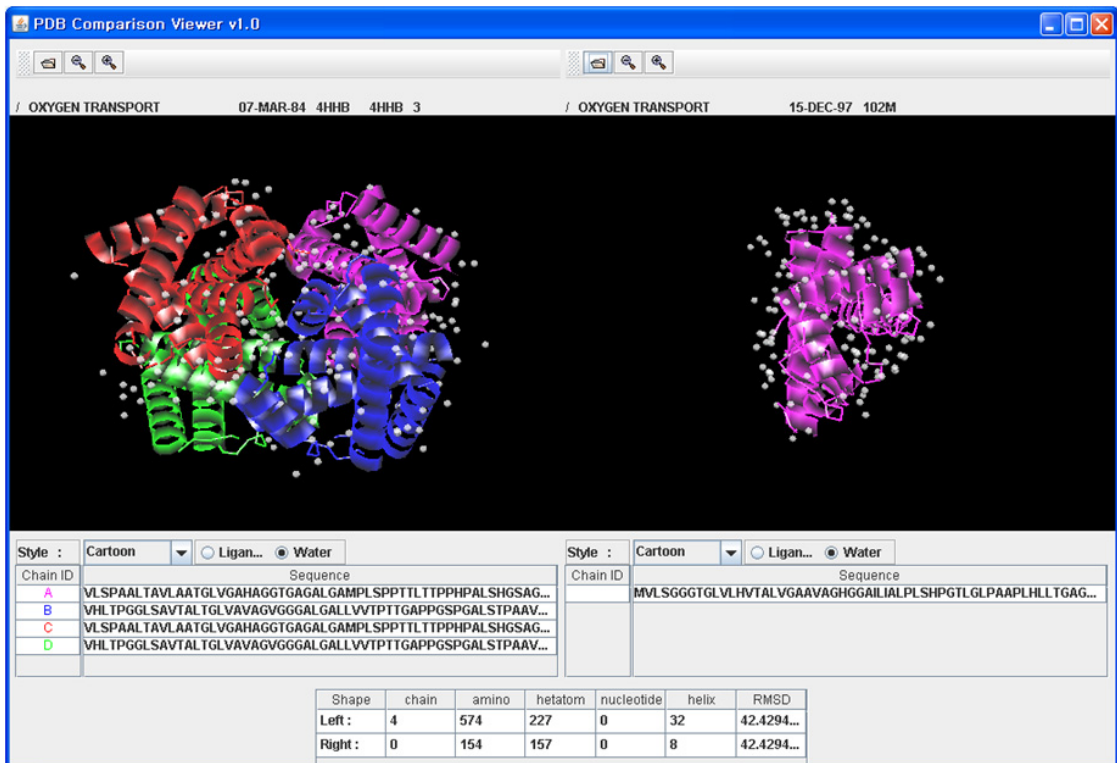 PDB Comparison Viewer v1.0
/ OXYGEN TRANSPORT 07-MAR-84 4HHB 4HHB 3
/ OXYGEN TRANSPORT 15-DEC-97 102M
Style : Cartoon Ligan... Water
Style : Cartoon Ligan... Water
Chain ID Sequence
A VLSPAALTAVLAATGLVGAHAGGTGAGALGAMPLSPPTTLTTPPHPALSHGSAG...
B VHLTPGGLSAVTALTGLVAVAGVGGGALGALLVVTPTTGAPPGSPGALSTPAAV...
C VLSPAALTAVLAATGLVGAHAGGTGAGALGAMPLSPPTTLTTPPHPALSHGSAG...
D VHLTPGGLSAVTALTGLVAVAGVGGGALGALLVVTPTTGAPPGSPGALSTPAAV...
Chain ID Sequence
MVLSGGGTGLVLHVTALVGAAVAGHGGAILIALPLSHPGTLGLPAAPLHLLTGAG...
Shape chain amino hetatom nucleotide helix RMSD
Left : 4 574 227 0 32 42.4294...
Right : 0 154 157 0 8 42.4294...